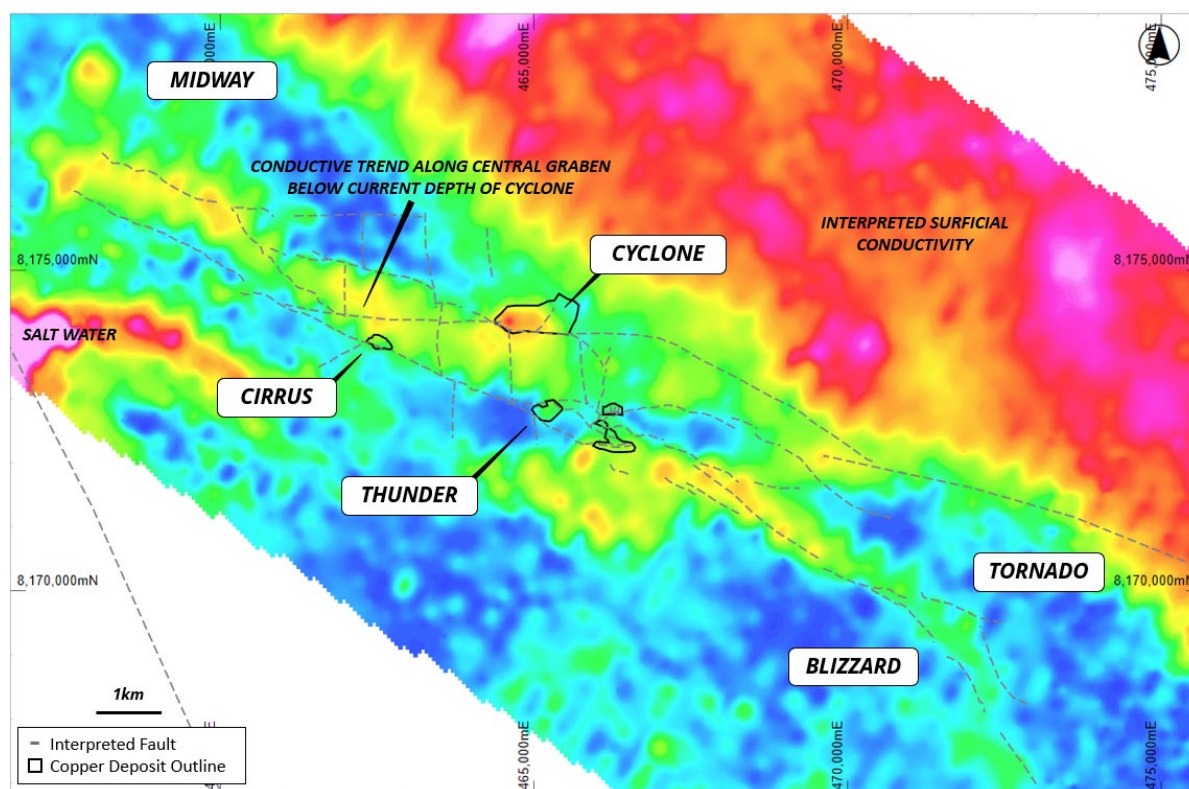 465,000mE
470,000mE
475,000mE
MIDWAY
CONDUCTIVE TREND ALONG CENTRAL GRABEN
BELOW CURRENT DEPTH OF CYCLONE
INTERPRETED SURFICIAL
CONDUCTIVITY
CYCLONE
8,175,000mN
8,175,000mN
SALT WATER
CIRRUS
THUNDER
TORNADO
8,170,000mN
8,170,000mN
BLIZZARD
1km
465,000mE
470,000mE
475,000mE
Interpreted Fault
Copper Deposit Outline